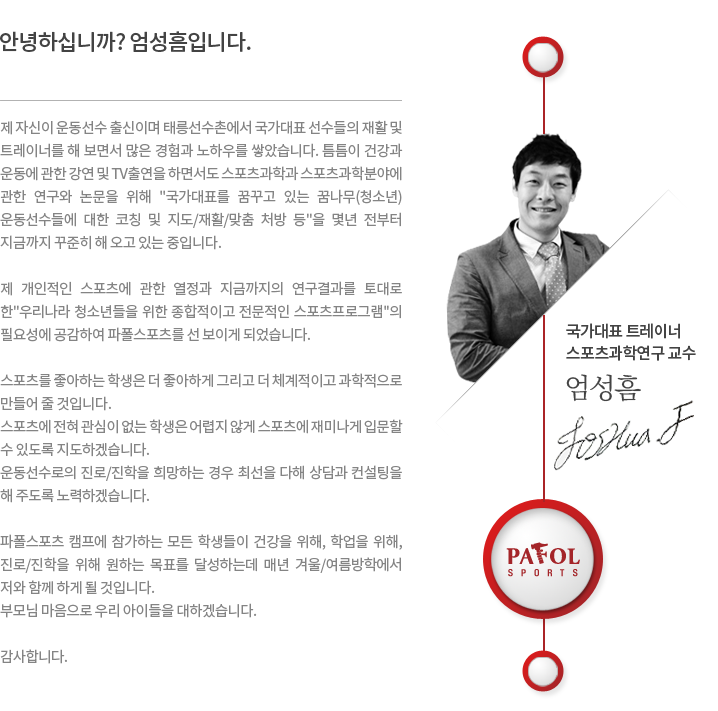 안녕하십니까? 엄성흠입니다.
제 자신이 운동선수 출신이며 태릉선수촌에서 국가대표 선수들의 재활 및
트레이너를 해 보면서 많은 경험과 노하우를 쌓았습니다. 틈틈이 건강과
운동에 관한 강연 및 TV출연을 하면서도 스포츠과학과 스포츠과학분야에
관한 연구와 논문을 위해 "국가대표를 꿈꾸고 있는 꿈나무(청소년)
운동선수들에 대한 코칭 및 지도/재활/맞춤 처방 등"을 몇년 전부터
지금까지 꾸준히 해 오고 있는 중입니다.
제 개인적인 스포츠에 관한 열정과 지금까지의 연구결과를 토대로
한"우리나라 청소년들을 위한 종합적이고 전문적인 스포츠프로그램"의
필요성에 공감하여 파폴스포츠를 선 보이게 되었습니다.
스포츠를 좋아하는 학생은 더 좋아하게 그리고 더 체계적이고 과학적으로
만들어 줄 것입니다.
스포츠에 전혀 관심이 없는 학생은 어렵지 않게 스포츠에 재미나게 입문할
수 있도록 지도하겠습니다.
운동선수로의 진로/진학을 희망하는 경우 최선을 다해 상담과 컨설팅을
해 주도록 노력하겠습니다.
파폴스포츠 캠프에 참가하는 모든 학생들이 건강을 위해, 학업을 위해,
진로/진학을 위해 원하는 목표를 달성하는데 매년 겨울/여름방학에서
저와 함께 하게 될 것입니다.
부모님 마음으로 우리 아이들을 대하겠습니다.
감사합니다.
국가대표 트레이너
스포츠과학연구 교수
엄성흠
Joshua. F
PAFOL
SPORTS